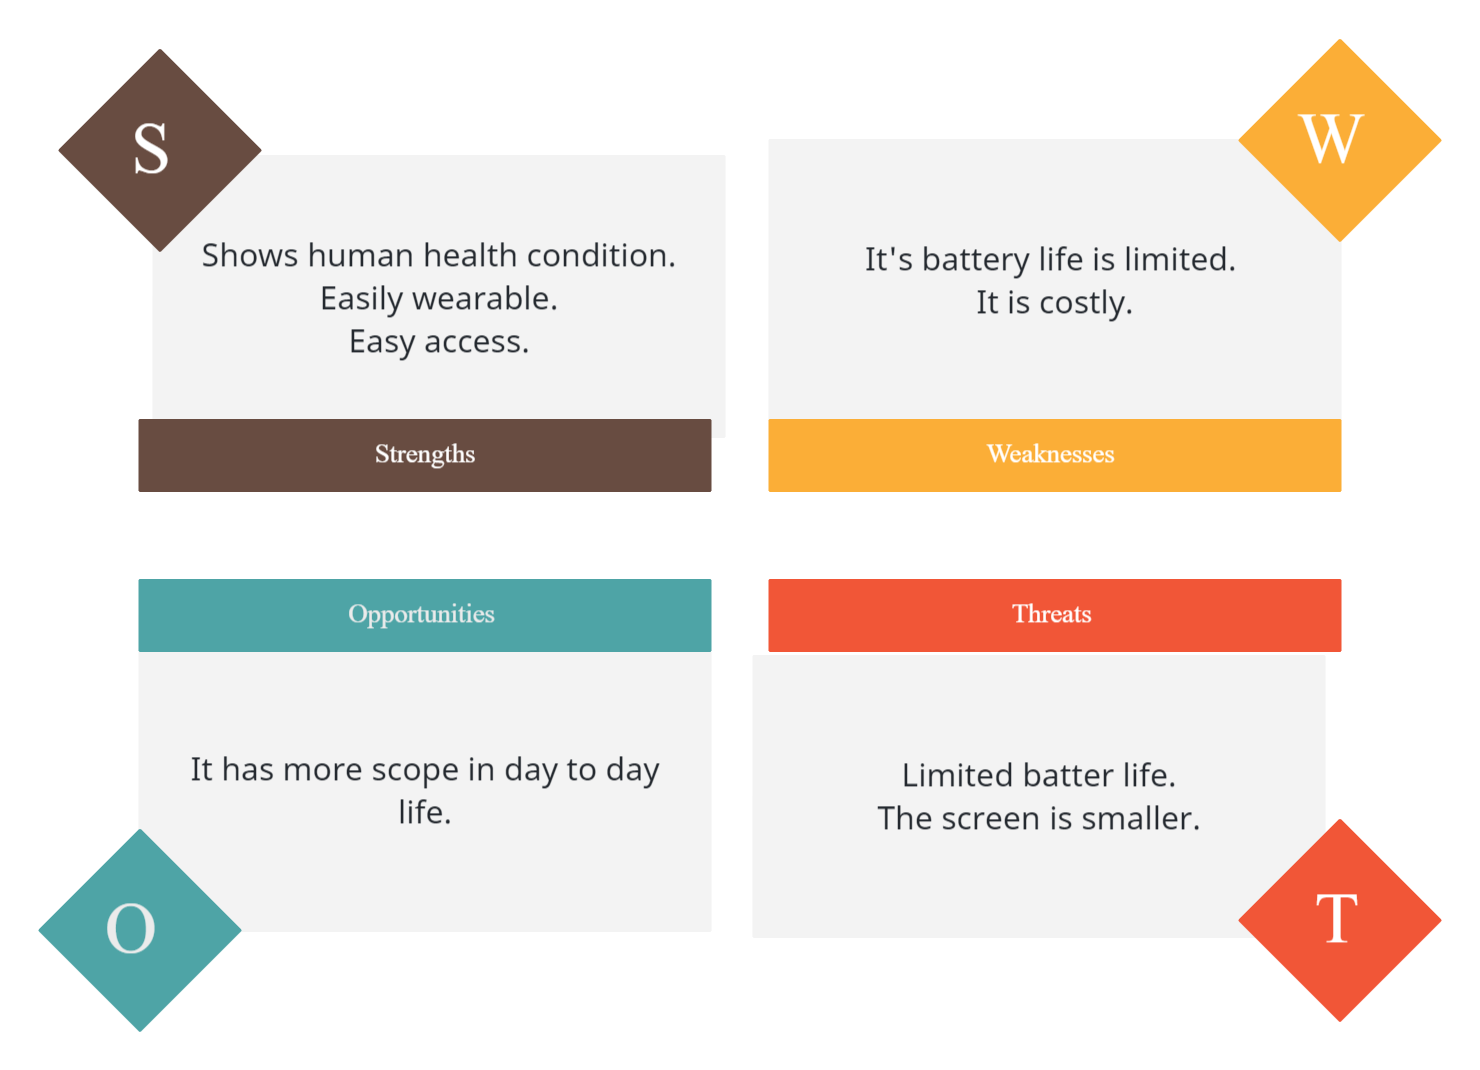 S
Shows human health condition.
Easily wearable.
Easy access.
Strengths
W
It's battery life is limited.
It is costly.
Weaknesses
Opportunities
It has more scope in day to day
life.
O
Threats
Limited batter life.
The screen is smaller.
T